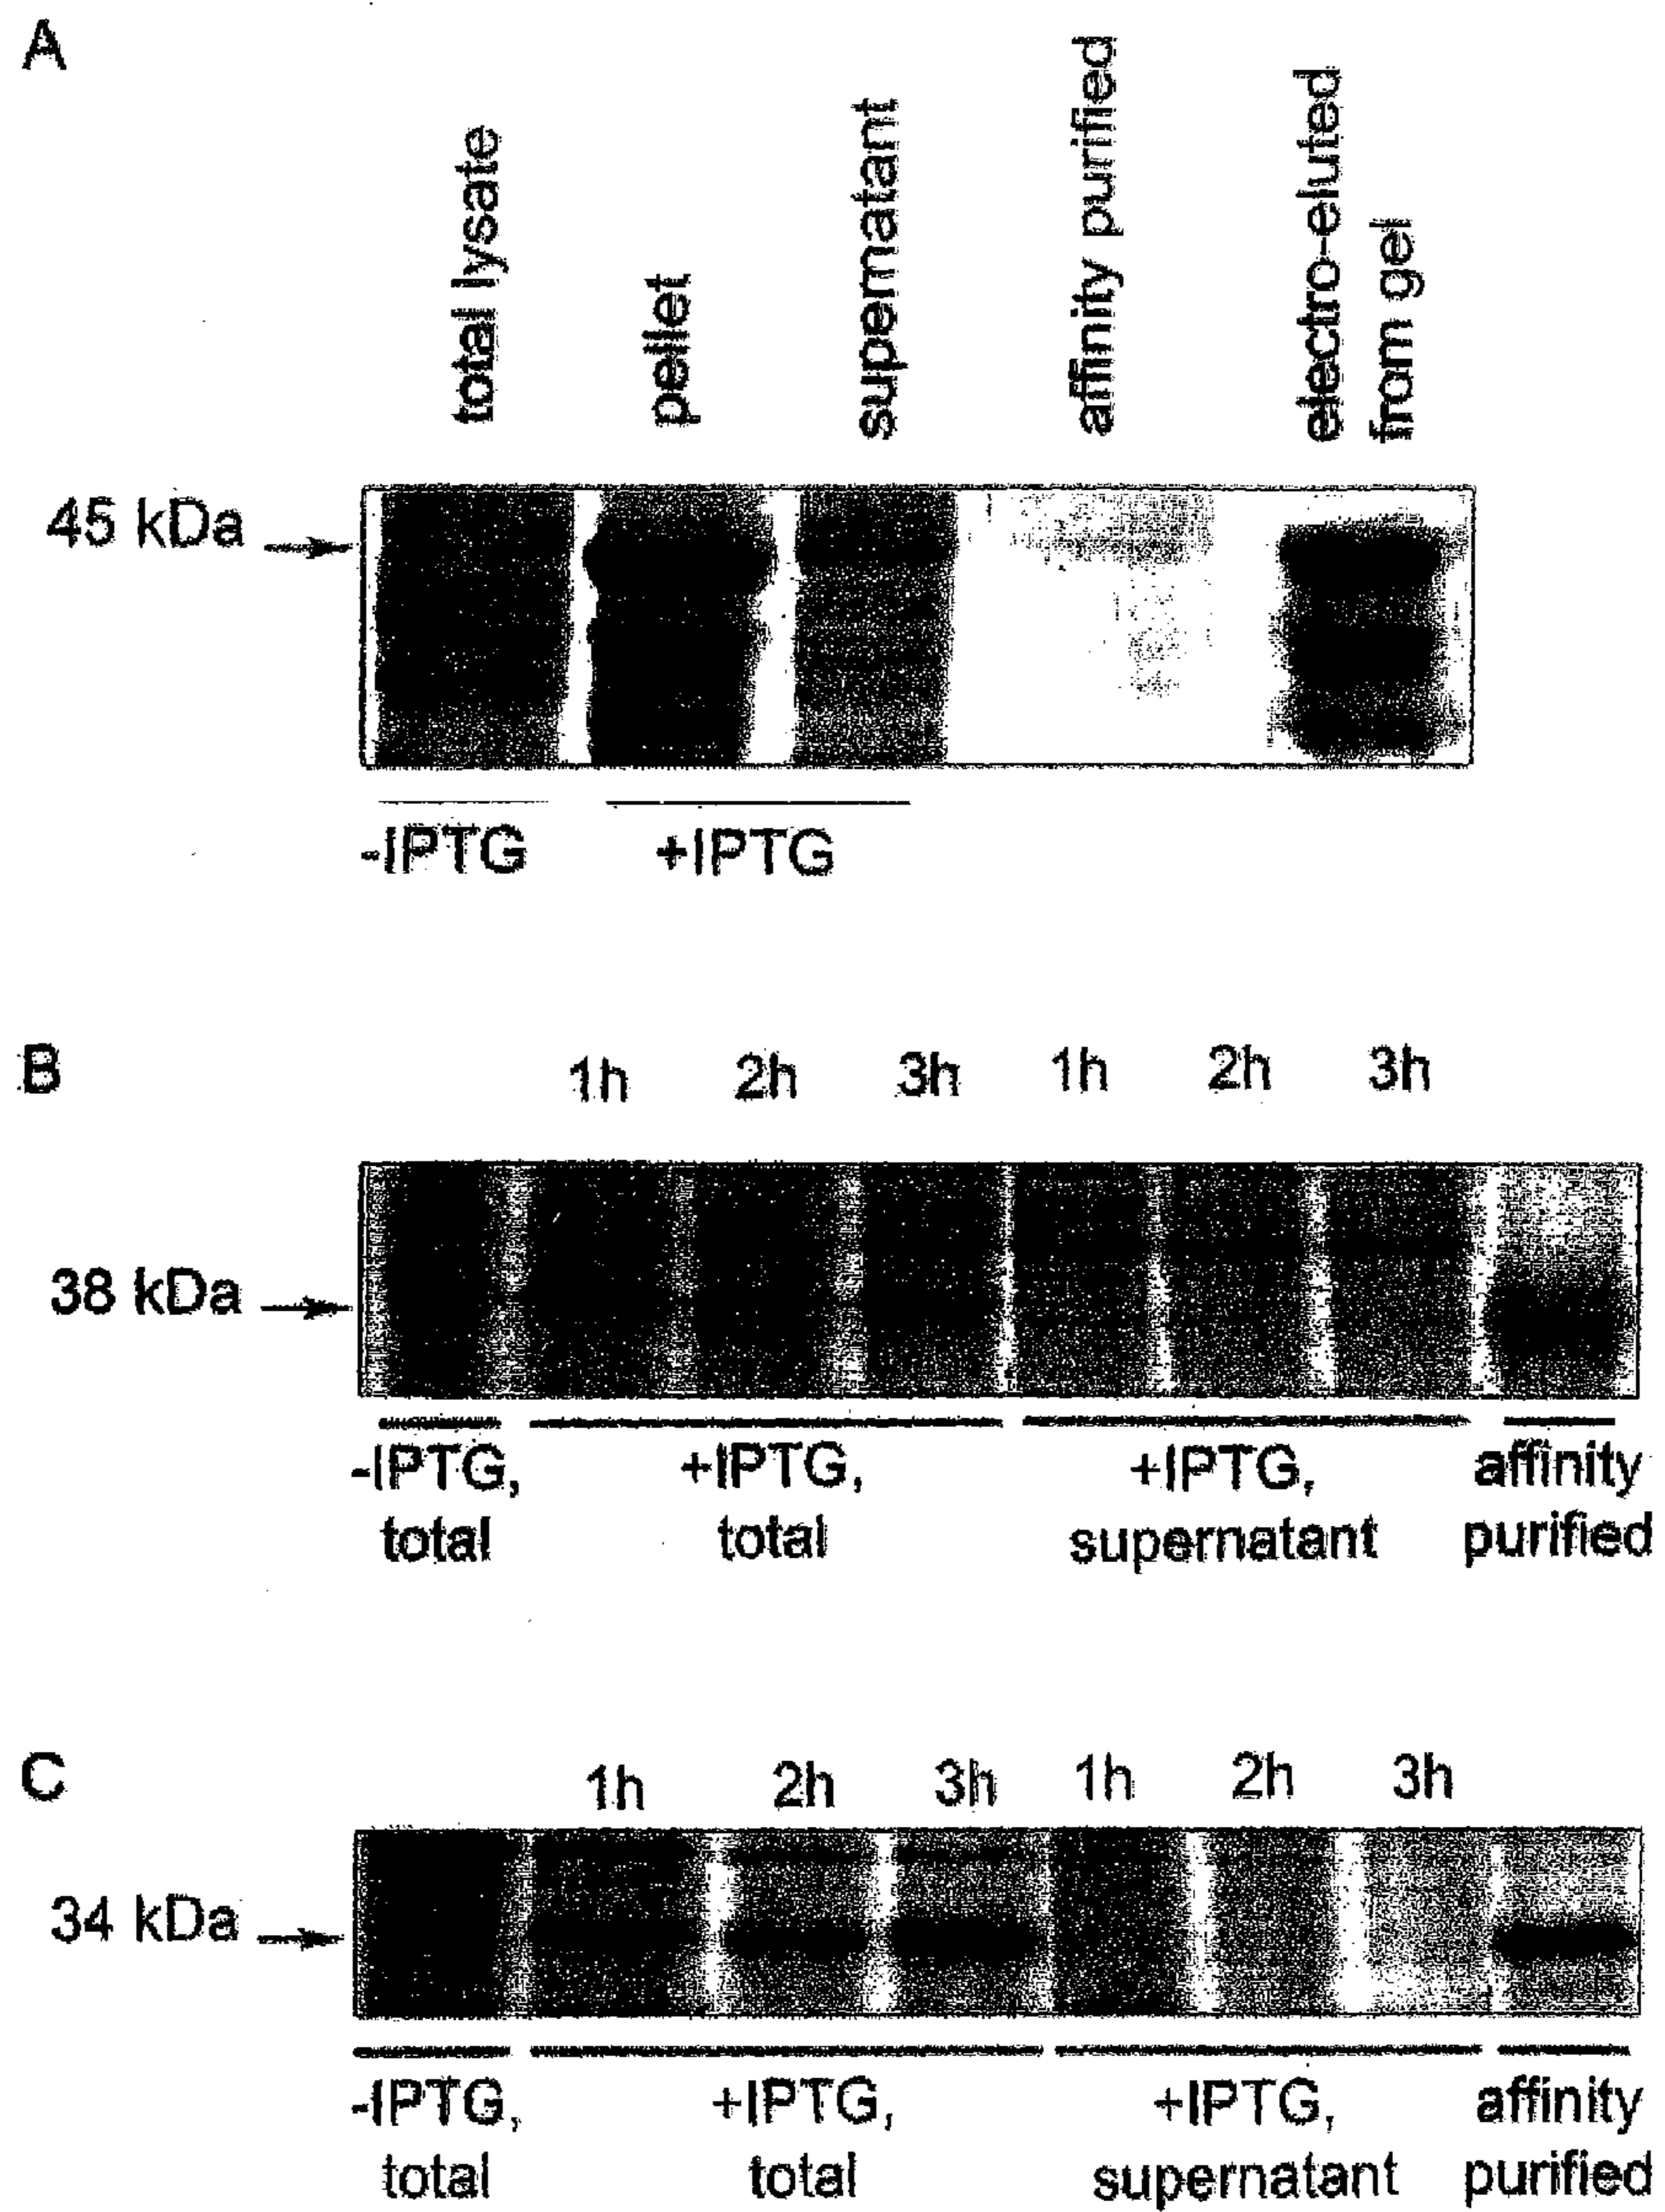 A
total lysate
pellet
supernatant
affinity purified
electro-eluted
from gel
45 kDa
-IPTG
+IPTG
B
1h 2h 3h 1h 2h 3h
38 kDa
-IPTG, +IPTG, +IPTG, affinity
total total supernatant purified
C
1h 2h 3h 1h 2h 3h
34 kDa
-IPTG, +IPTG, +IPTG, affinity
total total supernatant purified